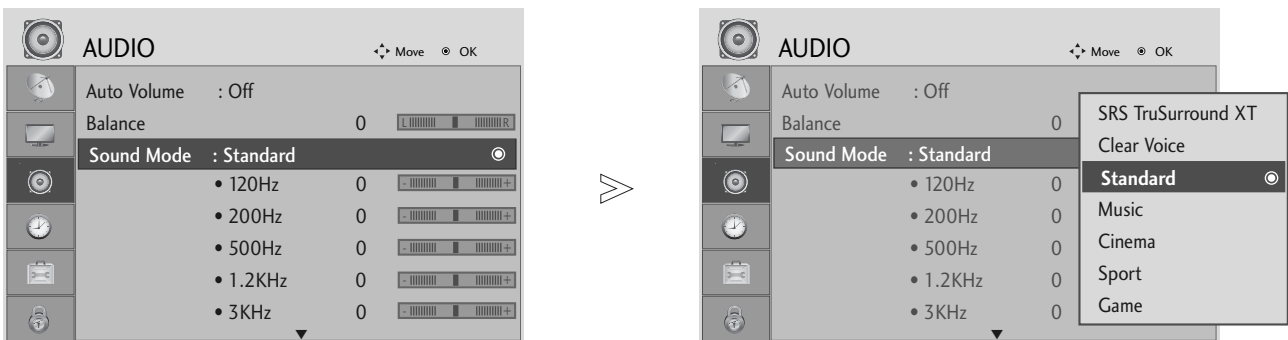 AUDIO
Move OK
Auto Volume : Off
Balance 0 L R
Sound Mode : Standard
• 120Hz 0 - +
• 200Hz 0 - +
• 500Hz 0 - +
• 1.2KHz 0 - +
• 3KHz 0 - +
AUDIO
Move OK
Auto Volume : Off
Balance 0
Sound Mode : Standard
• 120Hz 0
• 200Hz 0
• 500Hz 0
• 1.2KHz 0
• 3KHz 0
SRS TruSurround XT
Clear Voice
Standard
Music
Cinema
Sport
Game